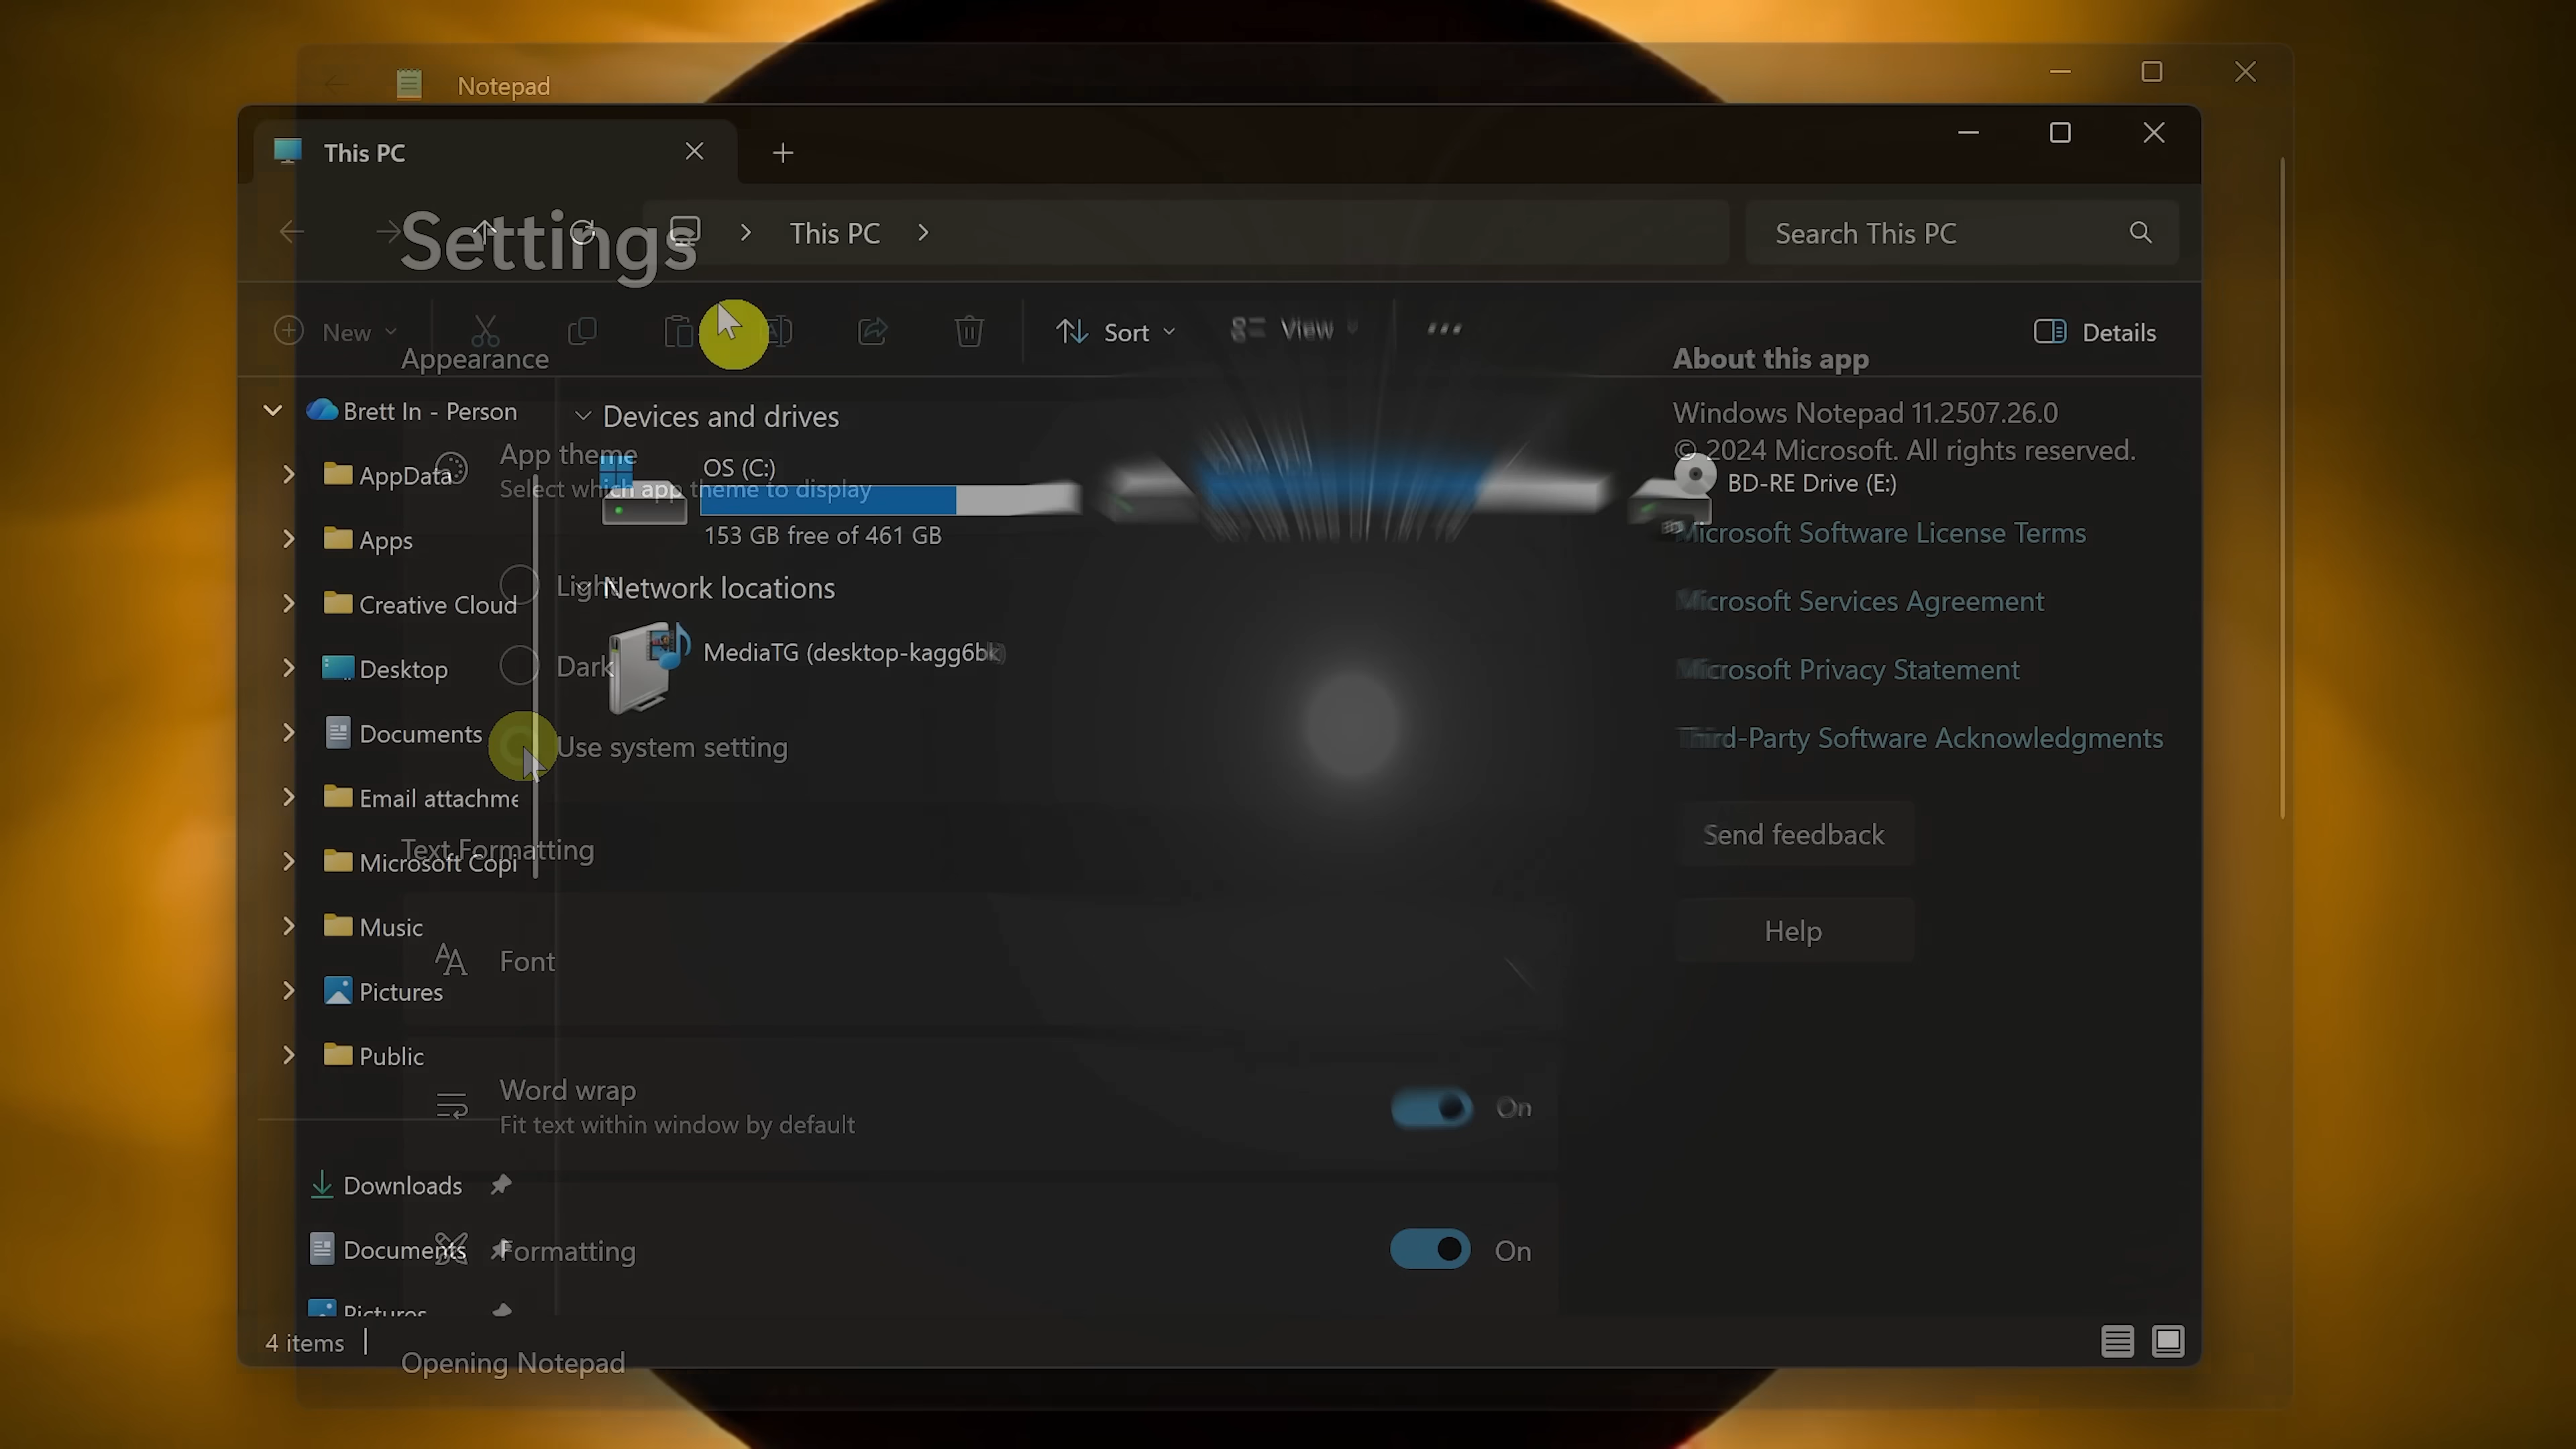 Notepad
This PC
Settings
This PC
Search This PC
New
Sort
View
Details
Appearance
About this app
Brett In - Person
Devices and drives
Windows Notepad 11.2507.26.0
© 2024 Microsoft. All rights reserved.
App theme
Select which app theme to display
AppData
OS (C:)
BD-RE Drive (E:)
153 GB free of 461 GB
Microsoft Software License Terms
Apps
Light
Network locations
Creative Cloud
Microsoft Services Agreement
MediaTG (desktop-kagg6bk)
Desktop
Dark
Microsoft Privacy Statement
Documents
Use system setting
Third-Party Software Acknowledgments
Email attachme
Send feedback
Text Formatting
Microsoft Copi
Music
Help
Font
Pictures
Public
Word wrap
Fit text within window by default
On
Downloads
Documents
Formatting
On
Pictures
4 items
Opening Notepad